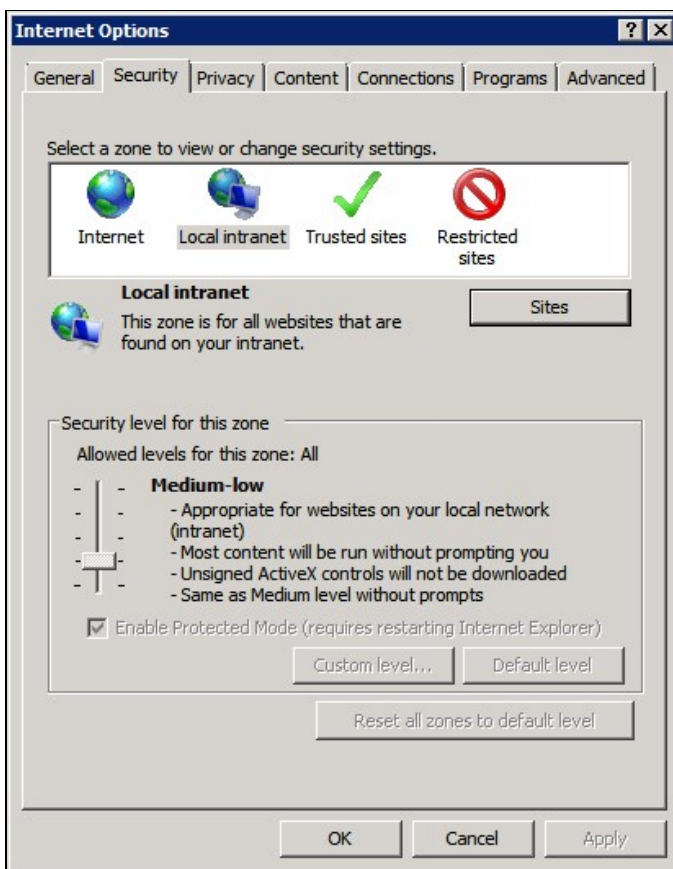 Internet Options
General Security Privacy Content Connections Programs Advanced
Select a zone to view or change security settings.
Internet Local intranet Trusted sites Restricted
sites
Local intranet
Sites
This zone is for all websites that are
found on your intranet.
Security level for this zone
Allowed levels for this zone: All
Medium-low
- Appropriate for websites on your local network
(intranet)
- Most content will be run without prompting you
- Unsigned ActiveX controls will not be downloaded
- Same as Medium level without prompts
Enable Protected Mode (requires restarting Internet Explorer)
Custom level... Default level
Reset all zones to default level
OK Cancel Apply